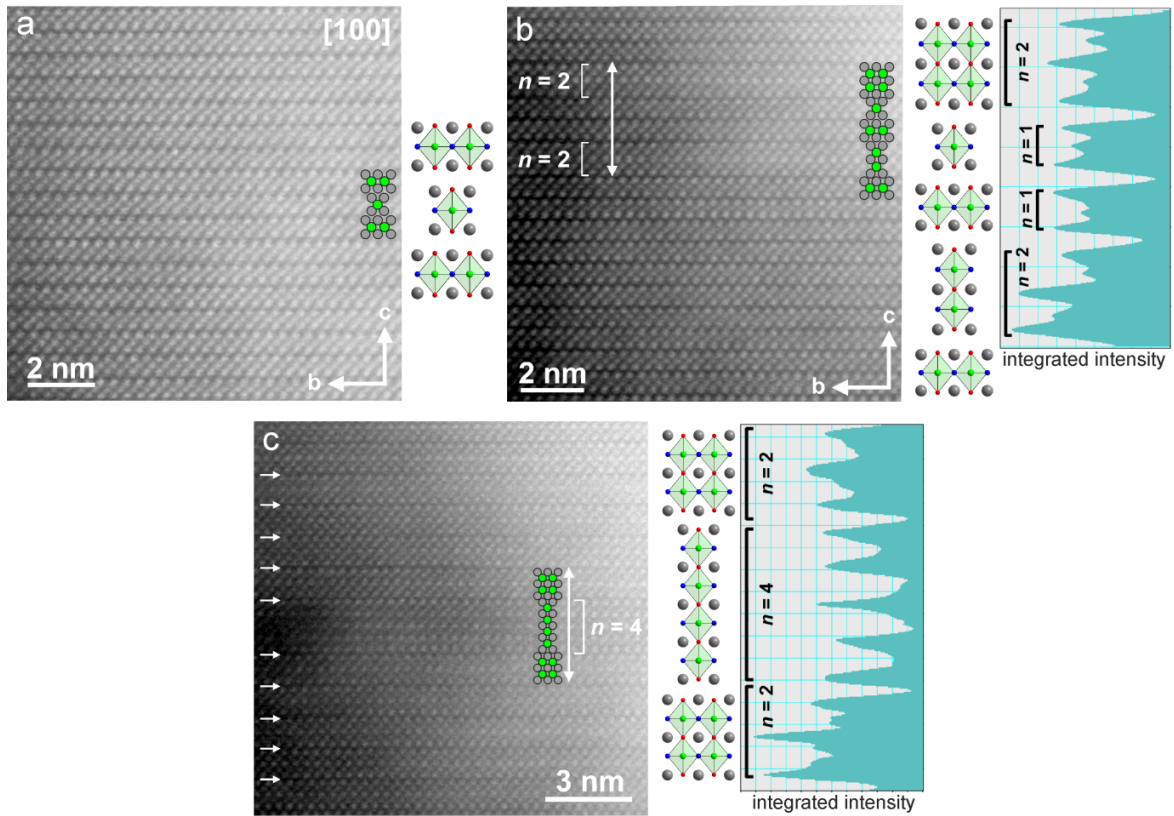 a
[100]
2 nm
b
c
b
n = 2
n = 2
2 nm
b
c
n = 2
n = 1
n = 1
n = 2
integrated intensity
c
n = 4
3 nm
n = 2
n = 4
n = 2
integrated intensity